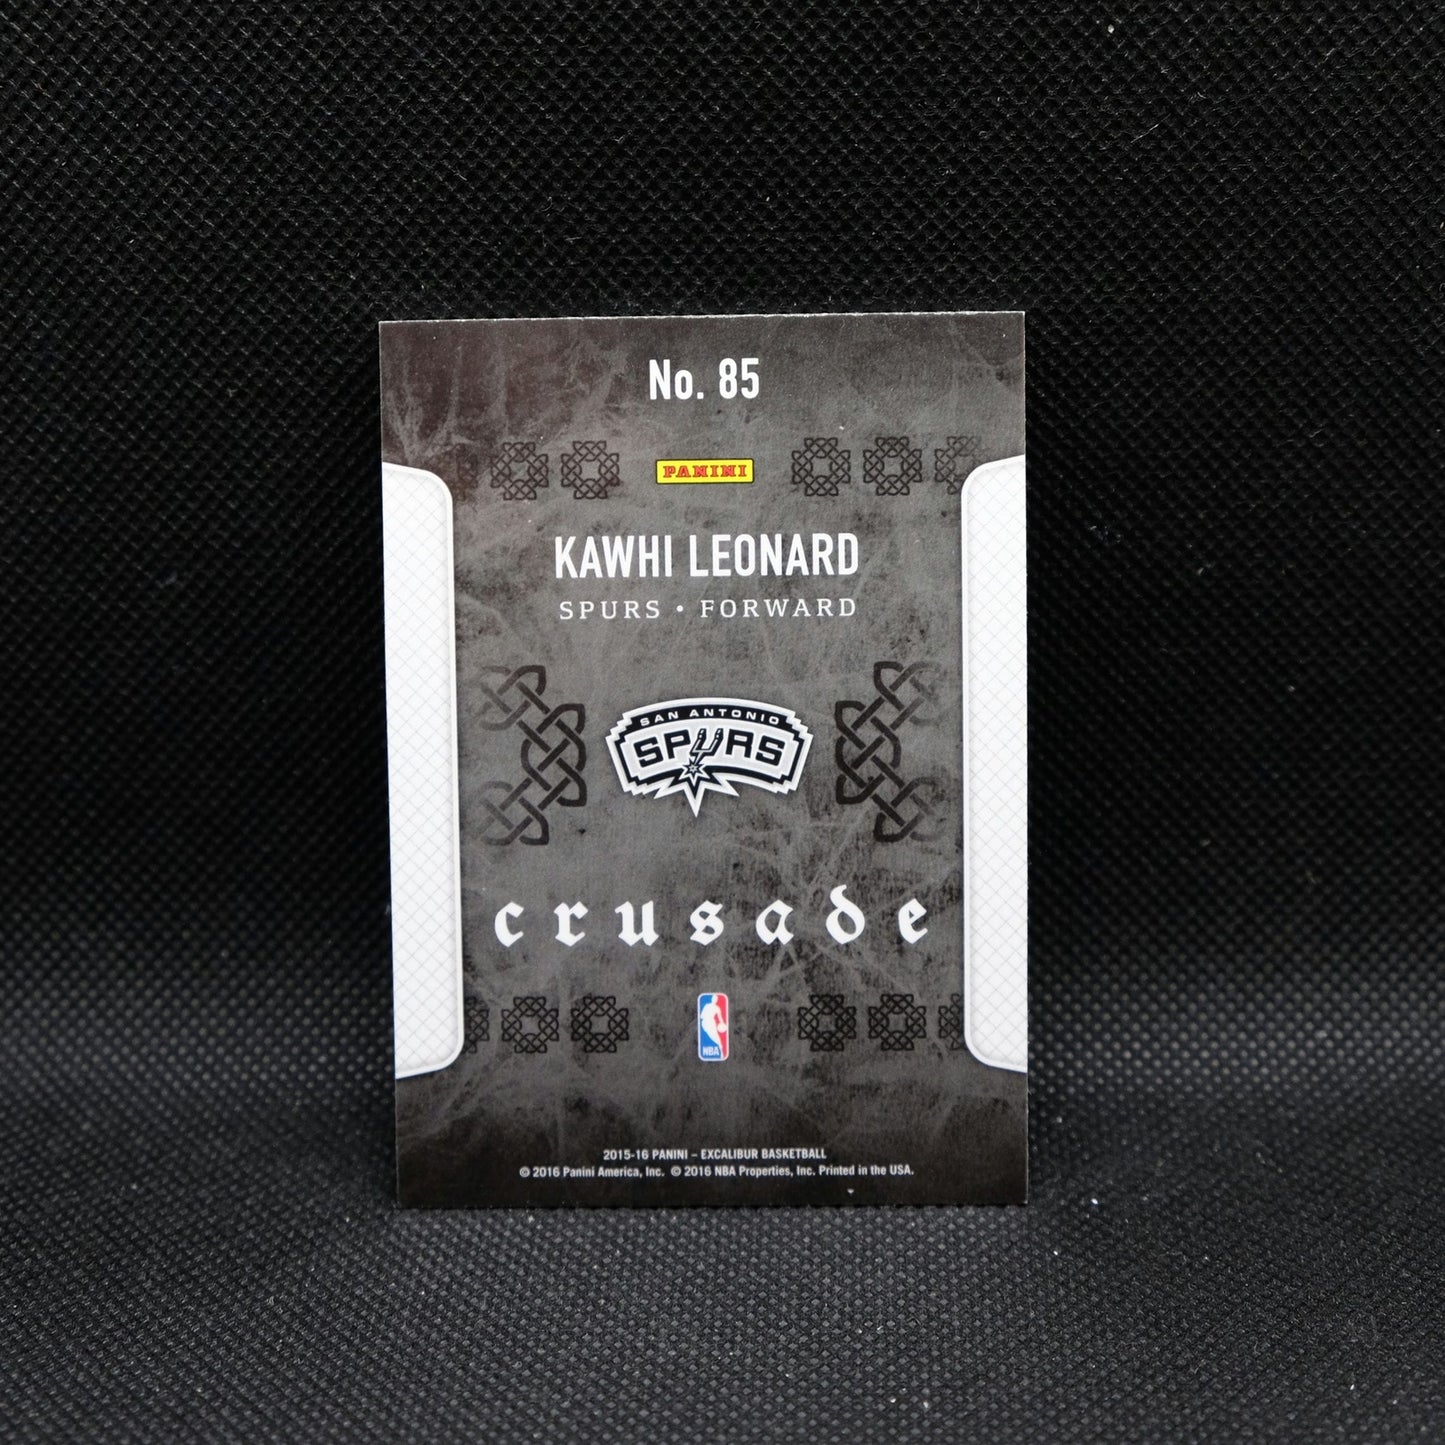 No. 85
PANINI
KAWHI LEONARD
SPURS • FORWARD
SAN ANTONIO
SPURS
crusade
NBA
2015-16 PANINI – EXCALIBUR BASKETBALL
© 2016 Panini America, Inc. © 2016 NBA Properties, Inc. Printed in the USA.